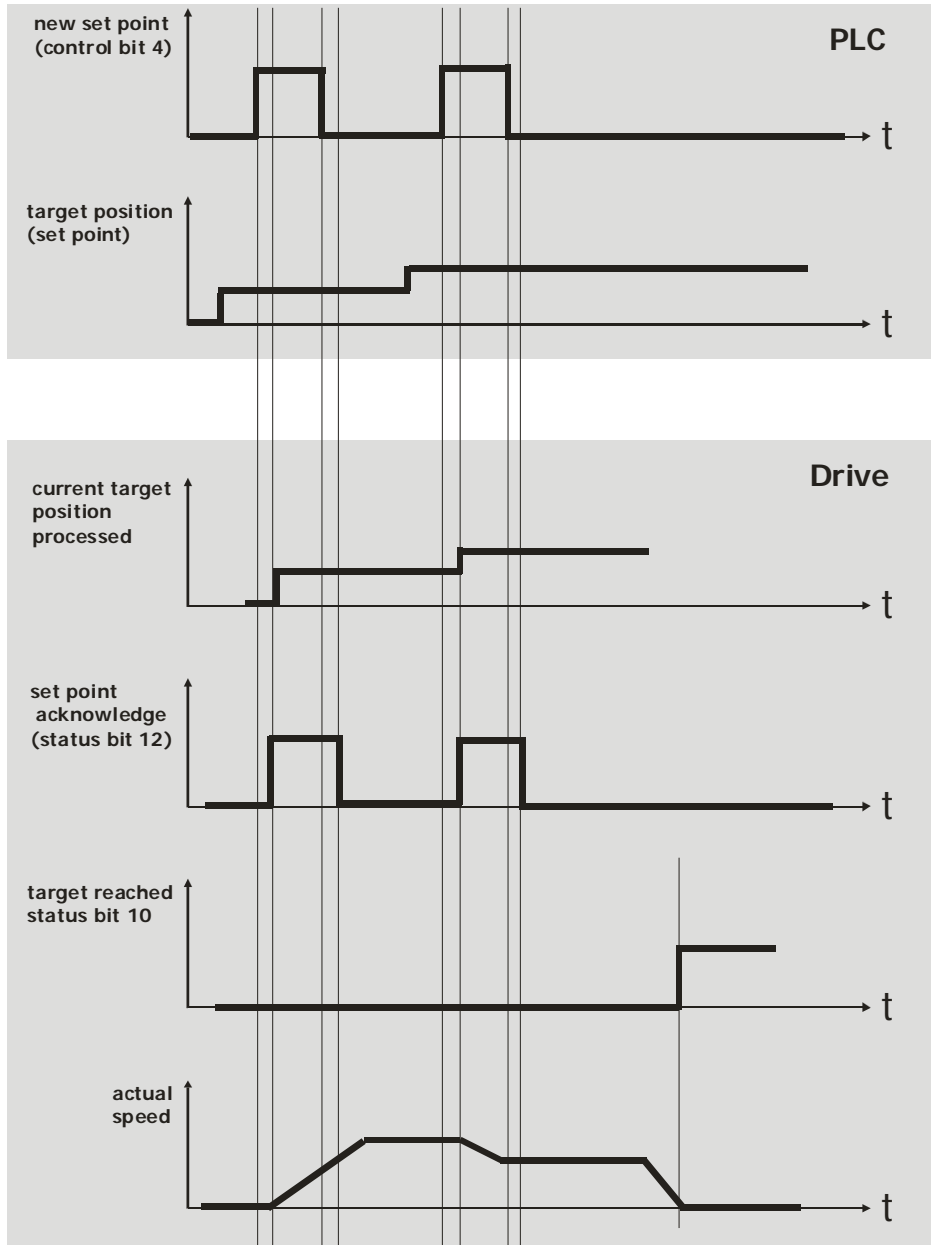 new set point
(control bit 4)
PLC
t
target position
(set point)
t
Drive
current target
position
processed
t
set point
acknowledge
(status bit 12)
t
target reached
status bit 10
t
actual
speed
t